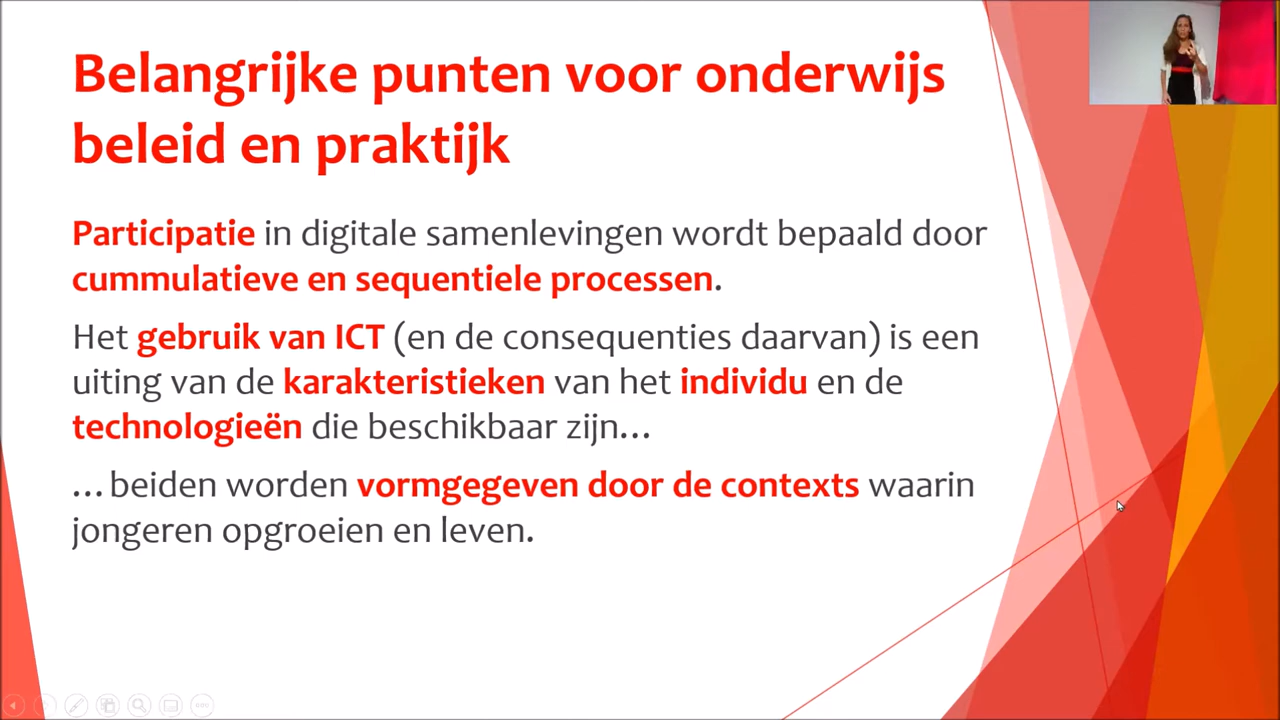 Belangrijke punten voor onderwijs
beleid en praktijk
Participatie in digitale samenlevingen wordt bepaald door
cummulatieve en sequentiele processen.
Het gebruik van ICT (en de consequenties daarvan) is een
uiting van de karakteristieken van het individu en de
technologieën die beschikbaar zijn…
…beiden worden vormgegeven door de contexts waarin
jongeren opgroeien en leven.